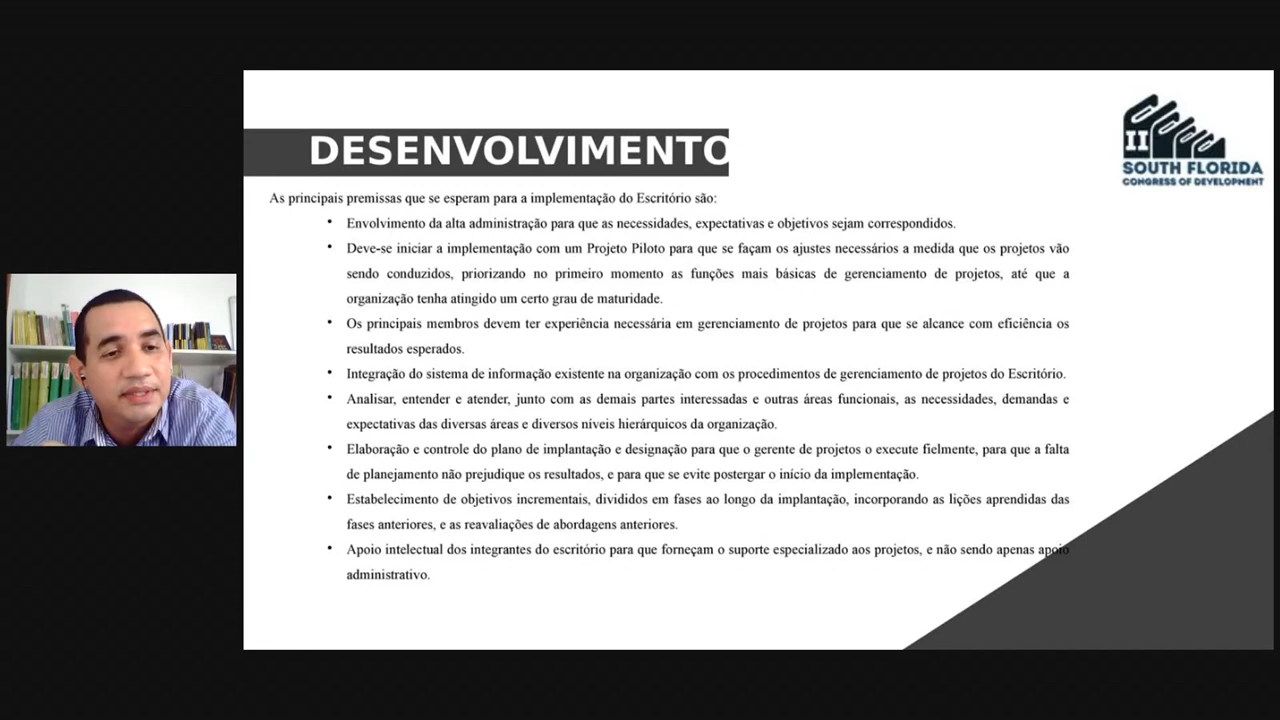 DESENVOLVIMENTO
II
SOUTH FLORIDA
CONGRESS OF DEVELOPMENT
As principais premissas que se esperam para a implementação do Escritório são:
• Envolvimento da alta administração para que as necessidades, expectativas e objetivos sejam correspondidos.
• Deve-se iniciar a implementação com um Projeto Piloto para que se façam os ajustes necessários a medida que os projetos vão
sendo conduzidos, priorizando no primeiro momento as funções mais básicas de gerenciamento de projetos, até que a
organização tenha atingido um certo grau de maturidade.
• Os principais membros devem ter experiência necessária em gerenciamento de projetos para que se alcance com eficiência os
resultados esperados.
• Integração do sistema de informação existente na organização com os procedimentos de gerenciamento de projetos do Escritório.
• Analisar, entender e atender, junto com as demais partes interessadas e outras áreas funcionais, as necessidades, demandas e
expectativas das diversas áreas e diversos níveis hierárquicos da organização.
• Elaboração e controle do plano de implantação e designação para que o gerente de projetos o execute fielmente, para que a falta
de planejamento não prejudique os resultados, e para que se evite postergar o início da implementação.
• Estabelecimento de objetivos incrementais, divididos em fases ao longo da implantação, incorporando as lições aprendidas das
fases anteriores, e as reavaliações de abordagens anteriores.
• Apoio intelectual dos integrantes do escritório para que forneçam o suporte especializado aos projetos, e não sendo apenas apoio
administrativo.